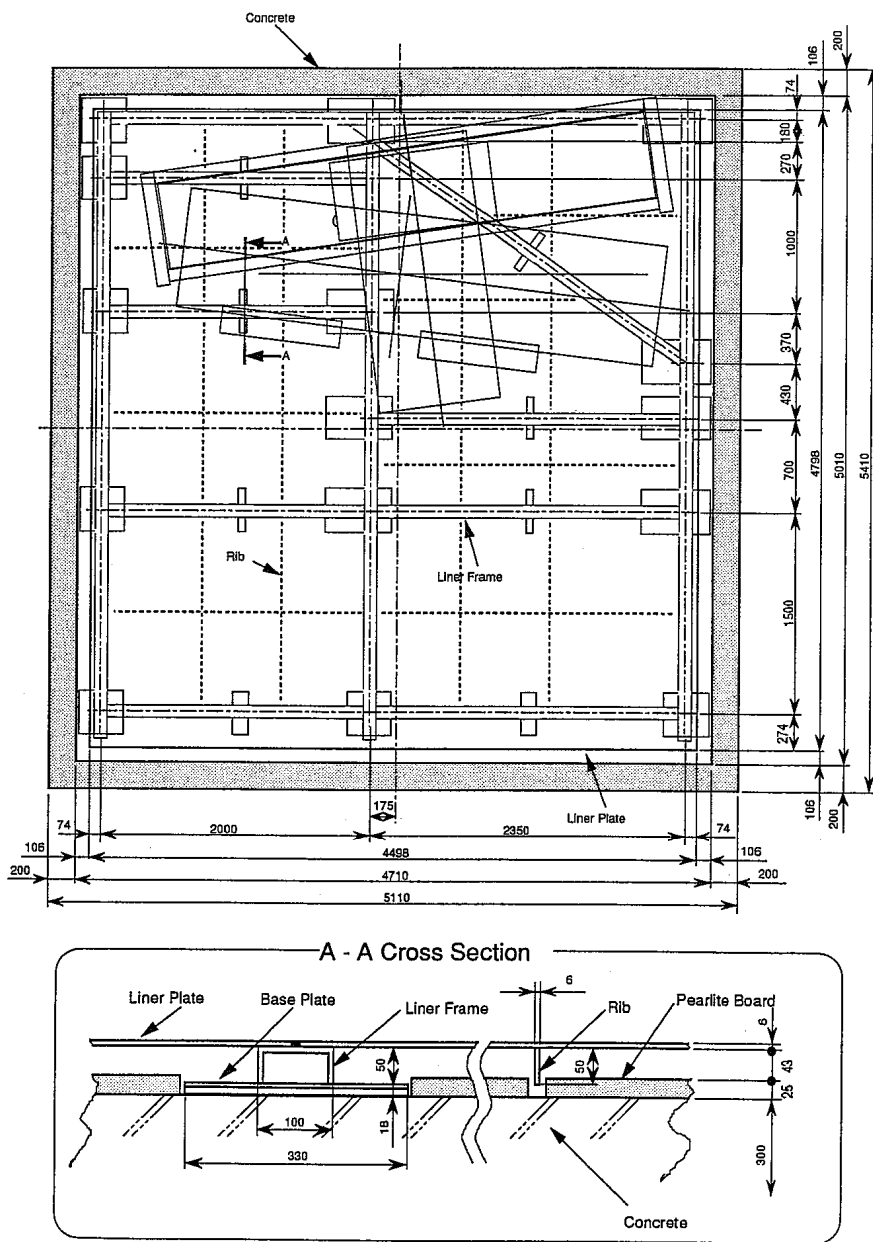 Concrete
200
106
74
180
270
1000
A
370
A
430
700
4798
5010
5410
Rib
Liner Frame
1500
274
Liner Plate
175
106
200
74
2000
2350
74
106
4498
106
200
4710
200
5110
A - A Cross Section
6
Liner Plate
Base Plate
Liner Frame
Rib
Pearlite Board
6
50
50
43
25
100
18
330
300
Concrete